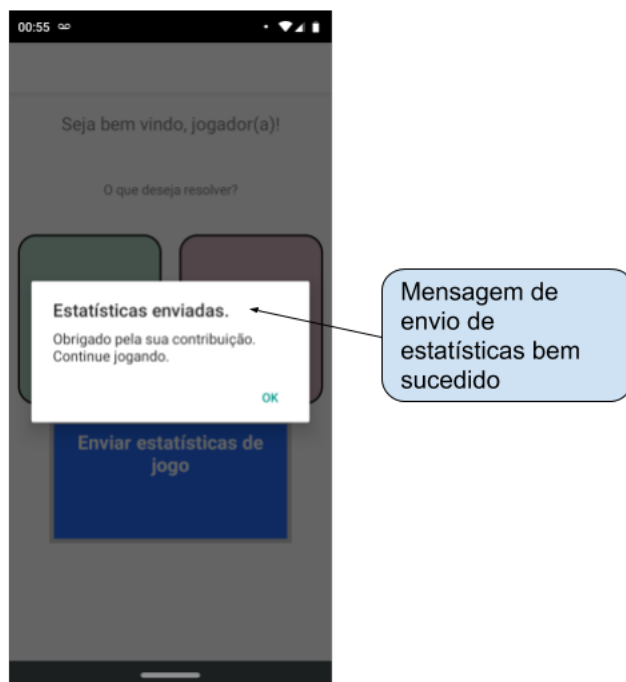 00:55
Seja bem vindo, jogador(a)!
O que deseja resolver?
Estatísticas enviadas.
Obrigado pela sua contribuição.
Continue jogando.
OK
Enviar estatísticas de
jogo
Mensagem de
envio de
estatísticas bem
sucedido